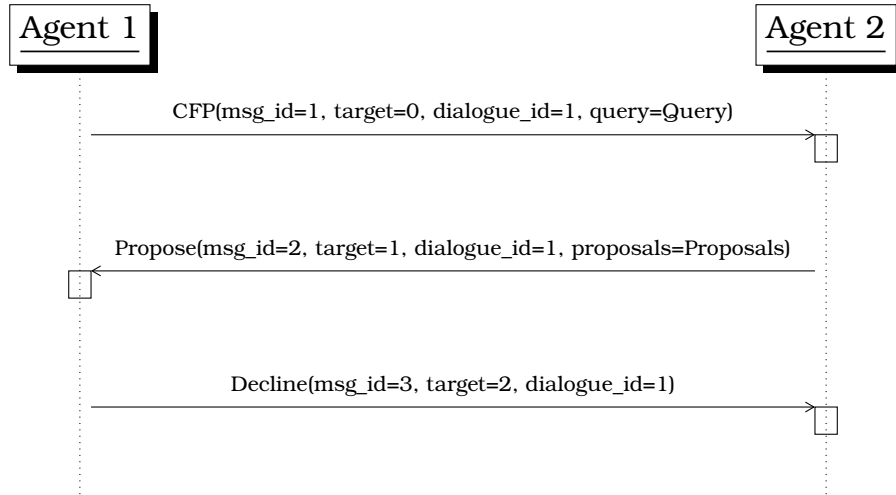 Agent 1
Agent 2
CFP(msg_id=1, target=0, dialogue_id=1, query=Query)
Propose(msg_id=2, target=1, dialogue_id=1, proposals=Proposals)
Decline(msg_id=3, target=2, dialogue_id=1)